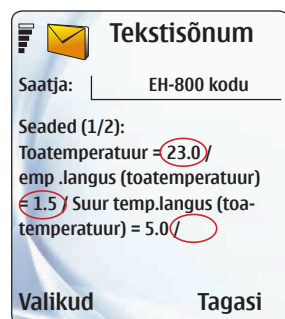 Tekstisõnum
Saatja: EH-800 kodu
Seaded (1/2):
Toatemperatuur = 23.0 /
emp .langus (toatemperatuur)
= 1.5 / Suur temp.langus (toa-
temperatuur) = 5.0 /
Valikud Tagasi